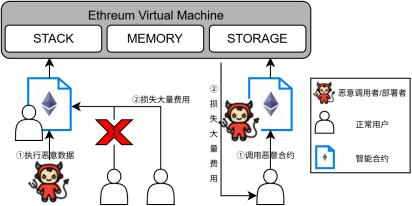 Ethreum Virtual Machine
STACK
MEMORY
STORAGE
②损失大量费用
①执行恶意数据
②损失大量费用
①调用恶意合约
恶意调用者/部署者
正常用户
智能合约